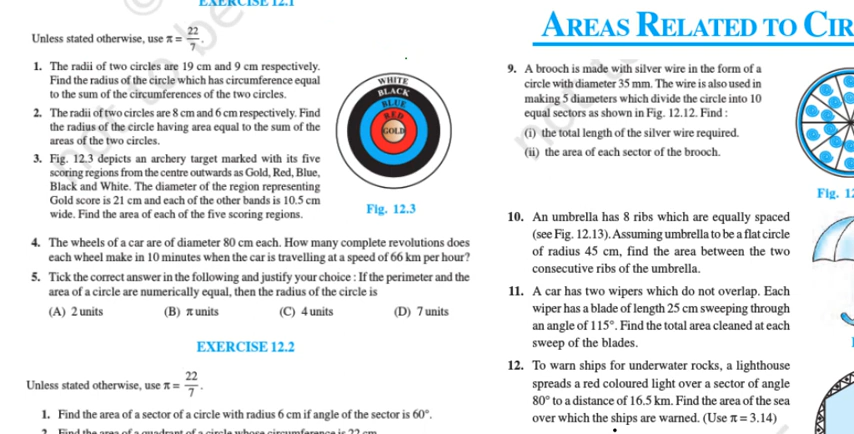 EXERCISE 12.1
Unless stated otherwise, use π = 22/7.
1. The radii of two circles are 19 cm and 9 cm respectively.
Find the radius of the circle which has circumference equal
to the sum of the circumferences of the two circles.
2. The radii of two circles are 8 cm and 6 cm respectively. Find
the radius of the circle having area equal to the sum of the
areas of the two circles.
3. Fig. 12.3 depicts an archery target marked with its five
scoring regions from the centre outwards as Gold, Red, Blue,
Black and White. The diameter of the region representing
Gold score is 21 cm and each of the other bands is 10.5 cm
wide. Find the area of each of the five scoring regions.
WHITE
BLACK
BLUE
RED
GOLD
Fig. 12.3
4. The wheels of a car are of diameter 80 cm each. How many complete revolutions does
each wheel make in 10 minutes when the car is travelling at a speed of 66 km per hour?
5. Tick the correct answer in the following and justify your choice : If the perimeter and the
area of a circle are numerically equal, then the radius of the circle is
(A) 2 units (B) π units (C) 4 units (D) 7 units
EXERCISE 12.2
Unless stated otherwise, use π = 22/7.
1. Find the area of a sector of a circle with radius 6 cm if angle of the sector is 60°.
2. Find the area of a quadrant of a circle whose circumference is 22 cm.
AREAS RELATED TO CIR
9. A brooch is made with silver wire in the form of a
circle with diameter 35 mm. The wire is also used in
making 5 diameters which divide the circle into 10
equal sectors as shown in Fig. 12.12. Find :
(i) the total length of the silver wire required.
(ii) the area of each sector of the brooch.
Fig. 12
10. An umbrella has 8 ribs which are equally spaced
(see Fig. 12.13). Assuming umbrella to be a flat circle
of radius 45 cm, find the area between the two
consecutive ribs of the umbrella.
11. A car has two wipers which do not overlap. Each
wiper has a blade of length 25 cm sweeping through
an angle of 115°. Find the total area cleaned at each
sweep of the blades.
12. To warn ships for underwater rocks, a lighthouse
spreads a red coloured light over a sector of angle
80° to a distance of 16.5 km. Find the area of the sea
over which the ships are warned. (Use π = 3.14)